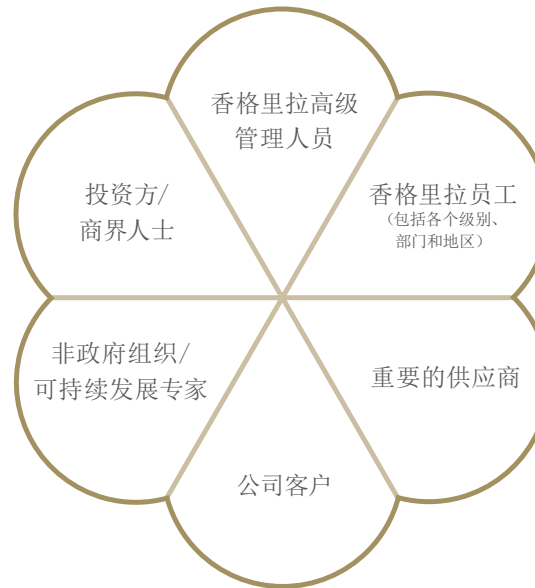 香格里拉高级
管理人员
香格里拉员工
（包括各个级别、
部门和地区）
重要的供应商
公司客户
非政府组织/
可持续发展专家
投资方/
商界人士